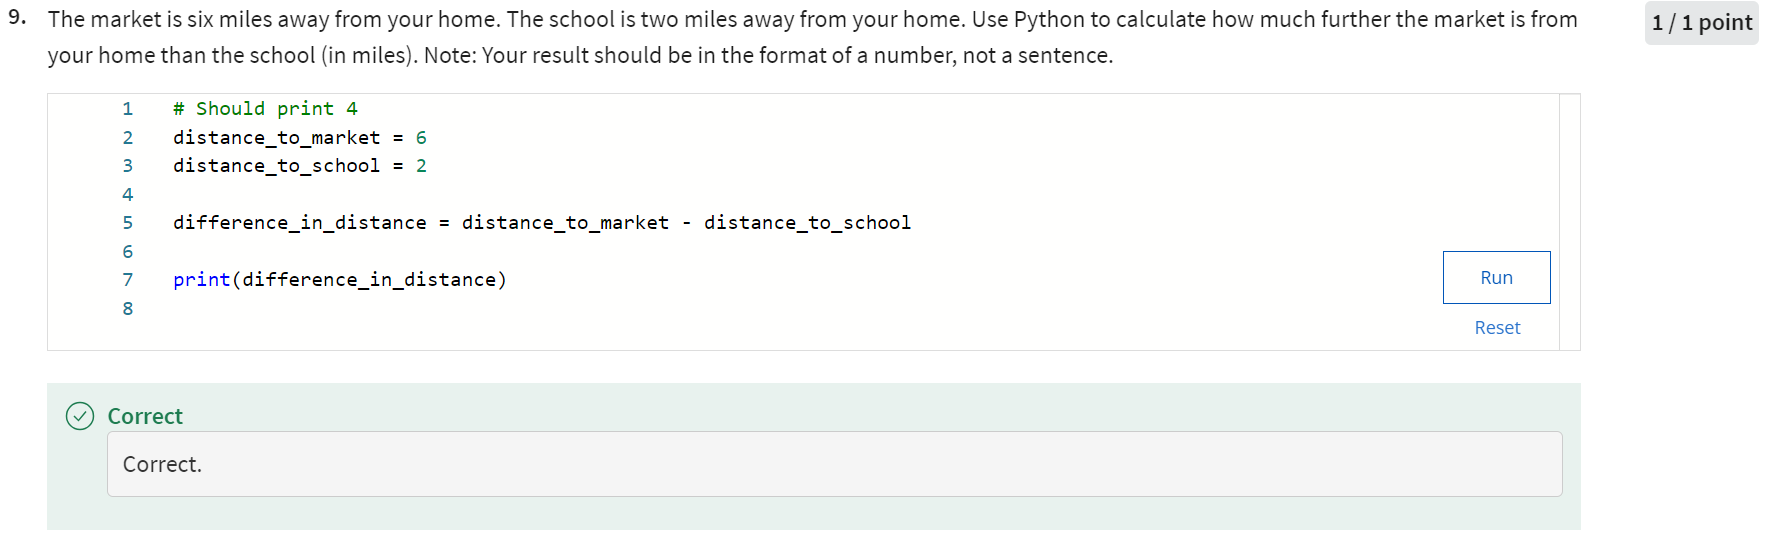 9. The market is six miles away from your home. The school is two miles away from your home. Use Python to calculate how much further the market is from
your home than the school (in miles). Note: Your result should be in the format of a number, not a sentence.
1 / 1 point
1 # Should print 4
2 distance_to_market = 6
3 distance_to_school = 2
4
5 difference_in_distance = distance_to_market - distance_to_school
6
7 print(difference_in_distance)
8
Run
Reset
Correct
Correct.